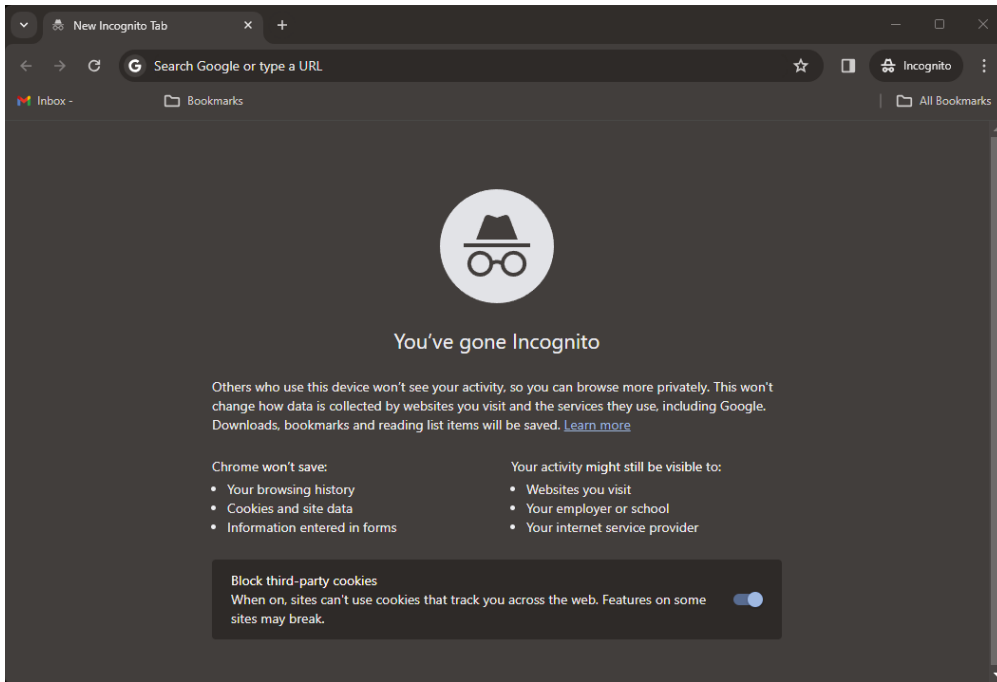 New Incognito Tab
Search Google or type a URL
Incognito
Inbox -
Bookmarks
All Bookmarks
You've gone Incognito
Others who use this device won't see your activity, so you can browse more privately. This won't
change how data is collected by websites you visit and the services they use, including Google.
Downloads, bookmarks and reading list items will be saved. Learn more
Chrome won't save:
Your browsing history
Cookies and site data
Information entered in forms
Your activity might still be visible to:
Websites you visit
Your employer or school
Your internet service provider
Block third-party cookies
When on, sites can't use cookies that track you across the web. Features on some
sites may break.